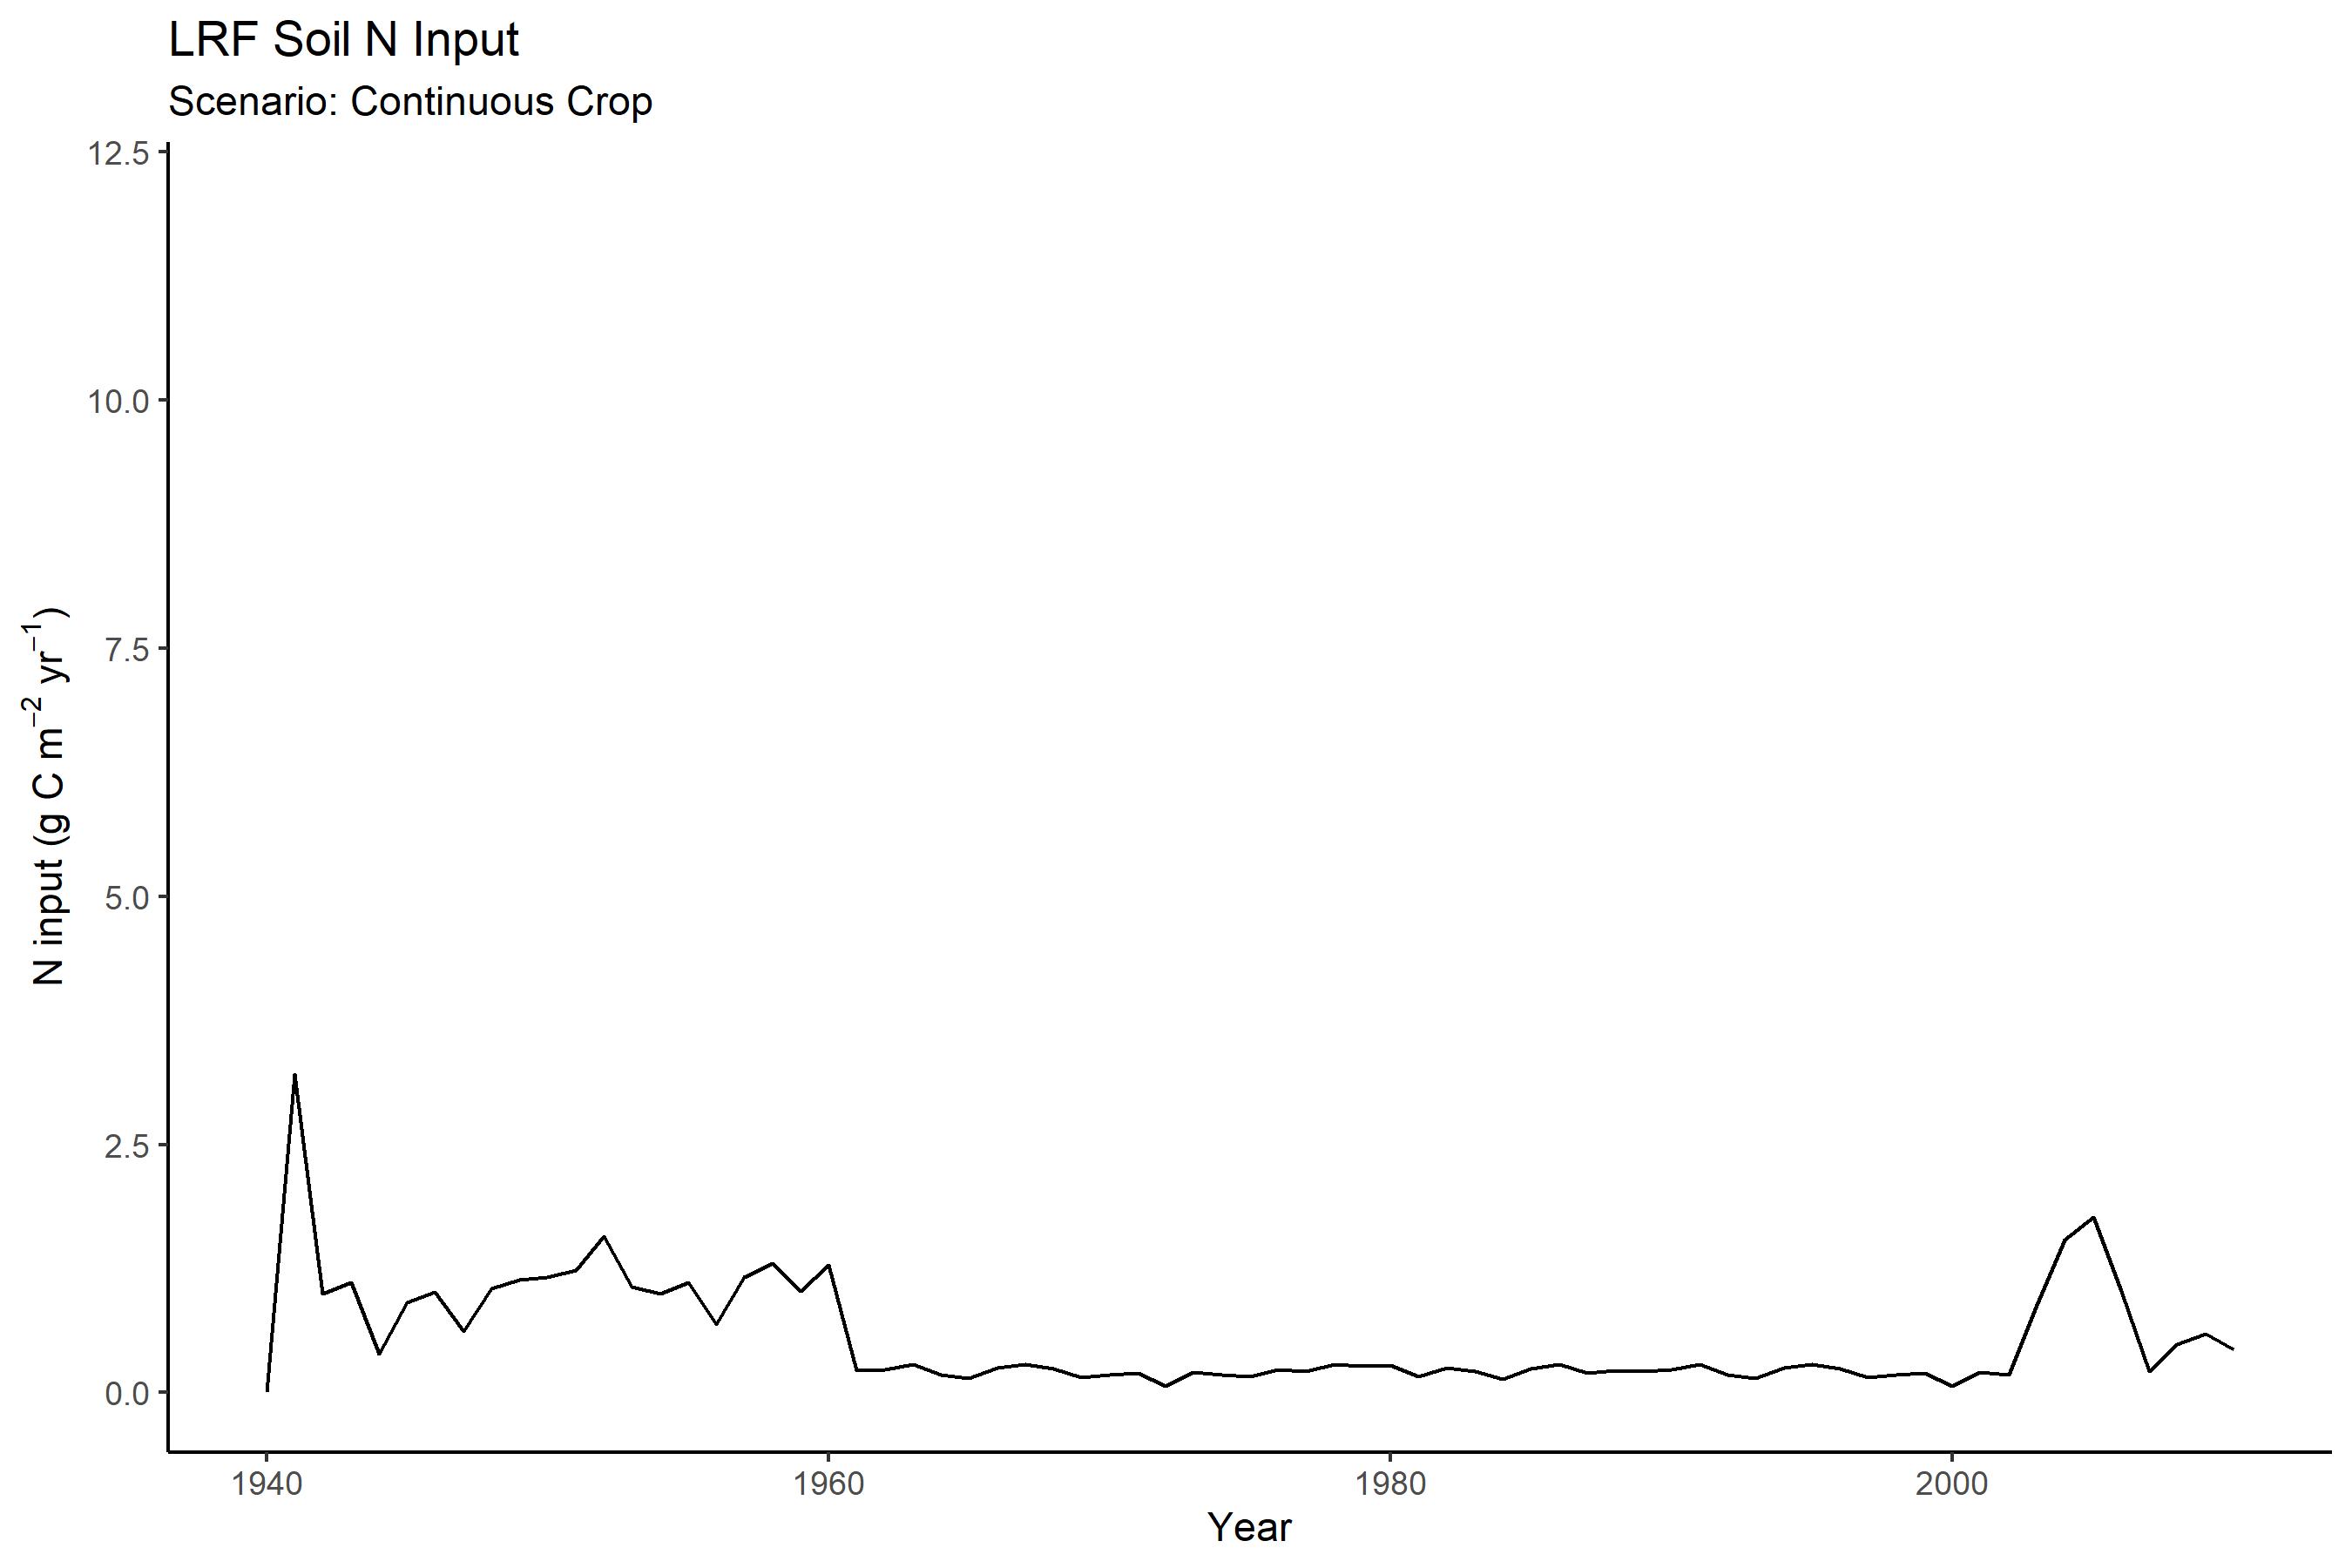 LRF Soil N Input
Scenario: Continuous Crop
12.5
10.0
7.5
5.0
2.5
0.0
N input (g C m⁻² yr⁻¹)
1940 1960 1980 2000
Year